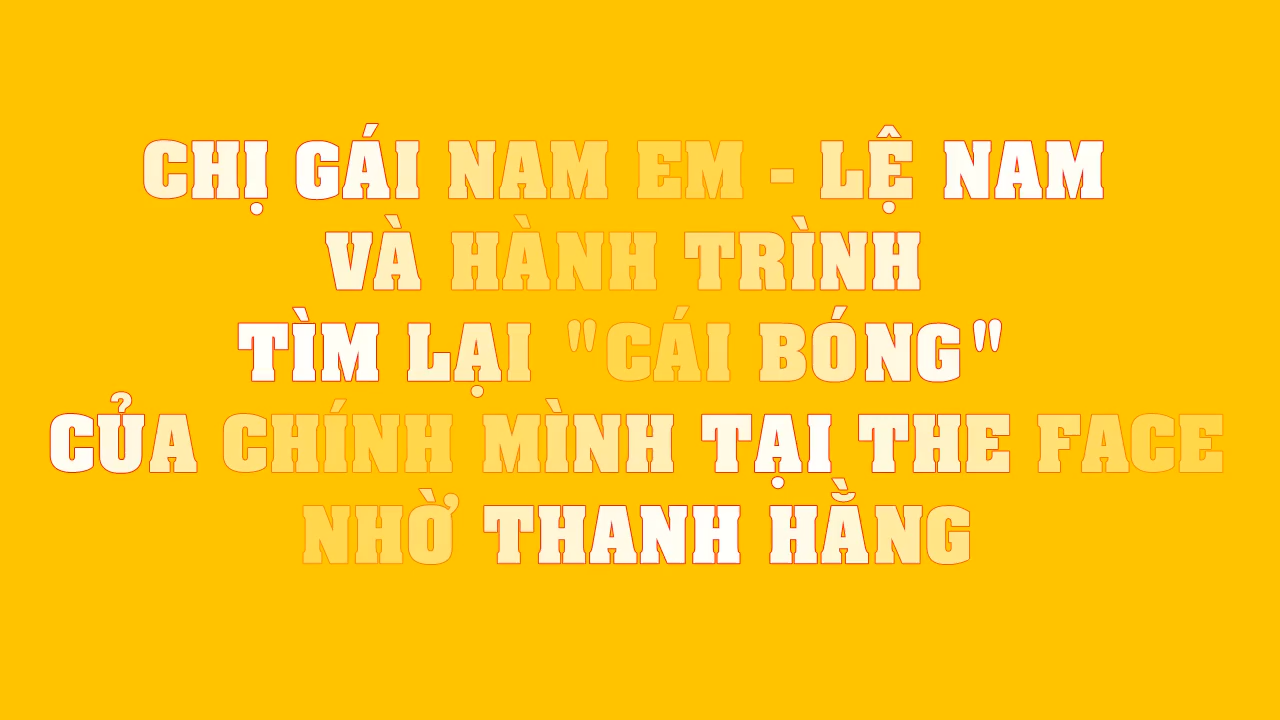 CHỊ GÁI NAM EM - LỆ NAM
VÀ HÀNH TRÌNH
TÌM LẠI "CÁI BÓNG"
CỦA CHÍNH MÌNH TẠI THE FACE
NHỜ THANH HẰNG